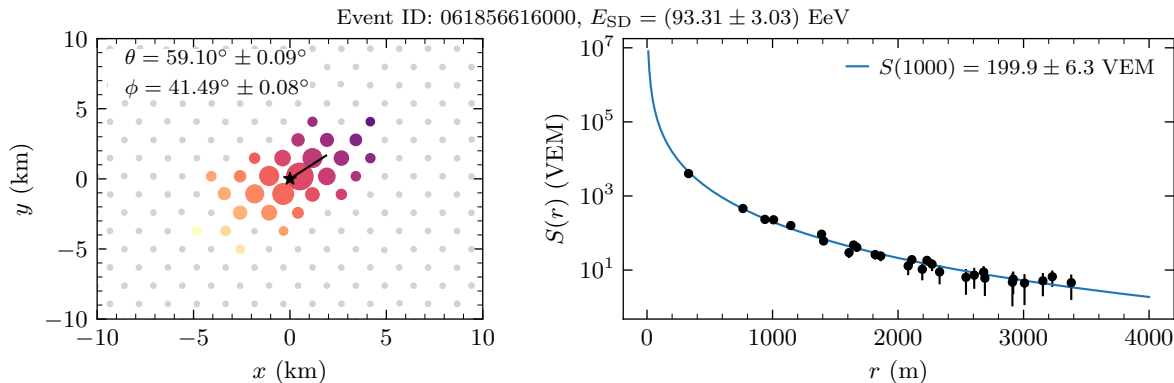 Event ID: 061856616000, E_SD = (93.31 ± 3.03) EeV
θ = 59.10° ± 0.09°
ϕ = 41.49° ± 0.08°
10
5
0
−5
−10
y (km)
−10
−5
0
5
10
x (km)
S(1000) = 199.9 ± 6.3 VEM
10^7
10^5
10^3
10^1
S(r) (VEM)
0
1000
2000
3000
4000
r (m)